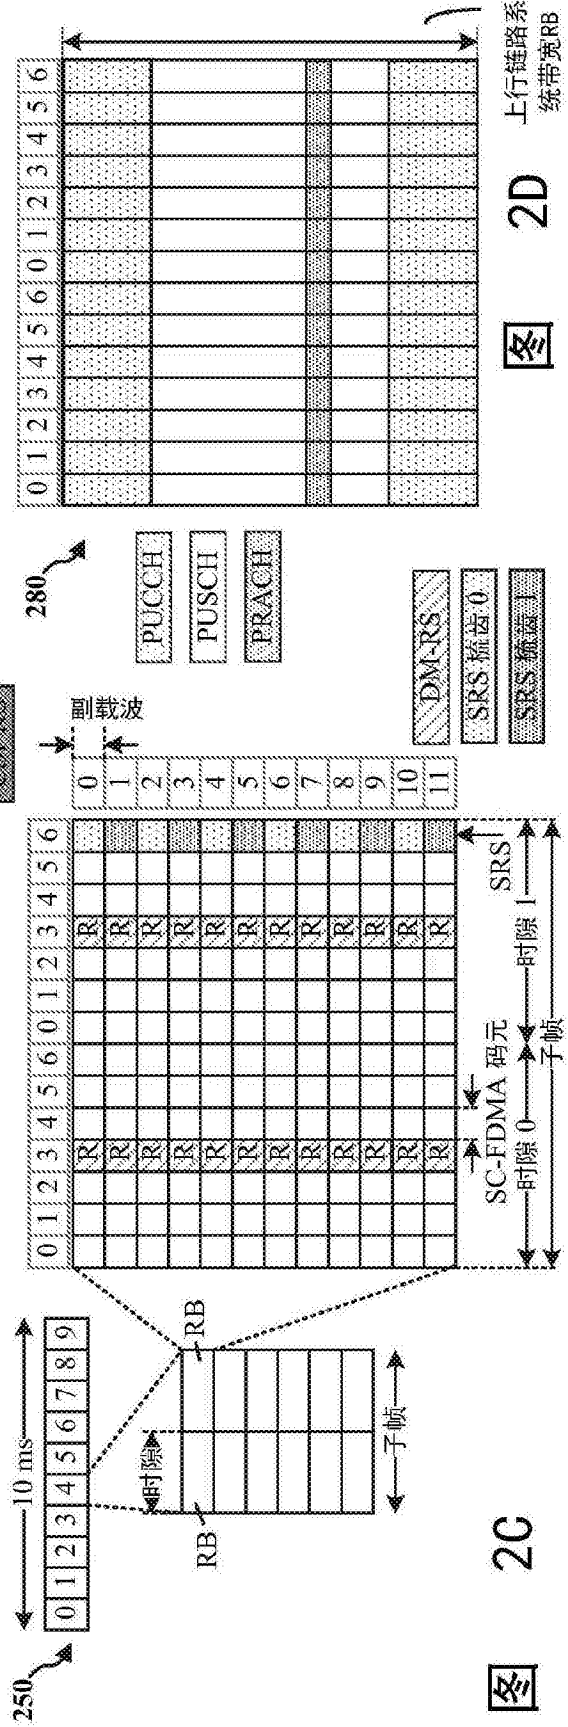 250
10 ms
0 1 2 3 4 5 6 7 8 9
时隙
RB
RB
子帧
图 2C
0 1 2 3 4 5 6 0 1 2 3 4 5 6
副载波
R R 0
R R 1
R R 2
R R 3
R R 4
R R 5
R R 6
R R 7
R R 8
R R 9
R R 10
R R 11
SC-FDMA 码元
SRS
时隙 0
时隙 1
子帧
DM-RS
SRS 梳齿 0
SRS 梳齿 1
280
PUCCH
PUSCH
PRACH
0 1 2 3 4 5 6 0 1 2 3 4 5 6
上行链路系
统带宽RB
图 2D